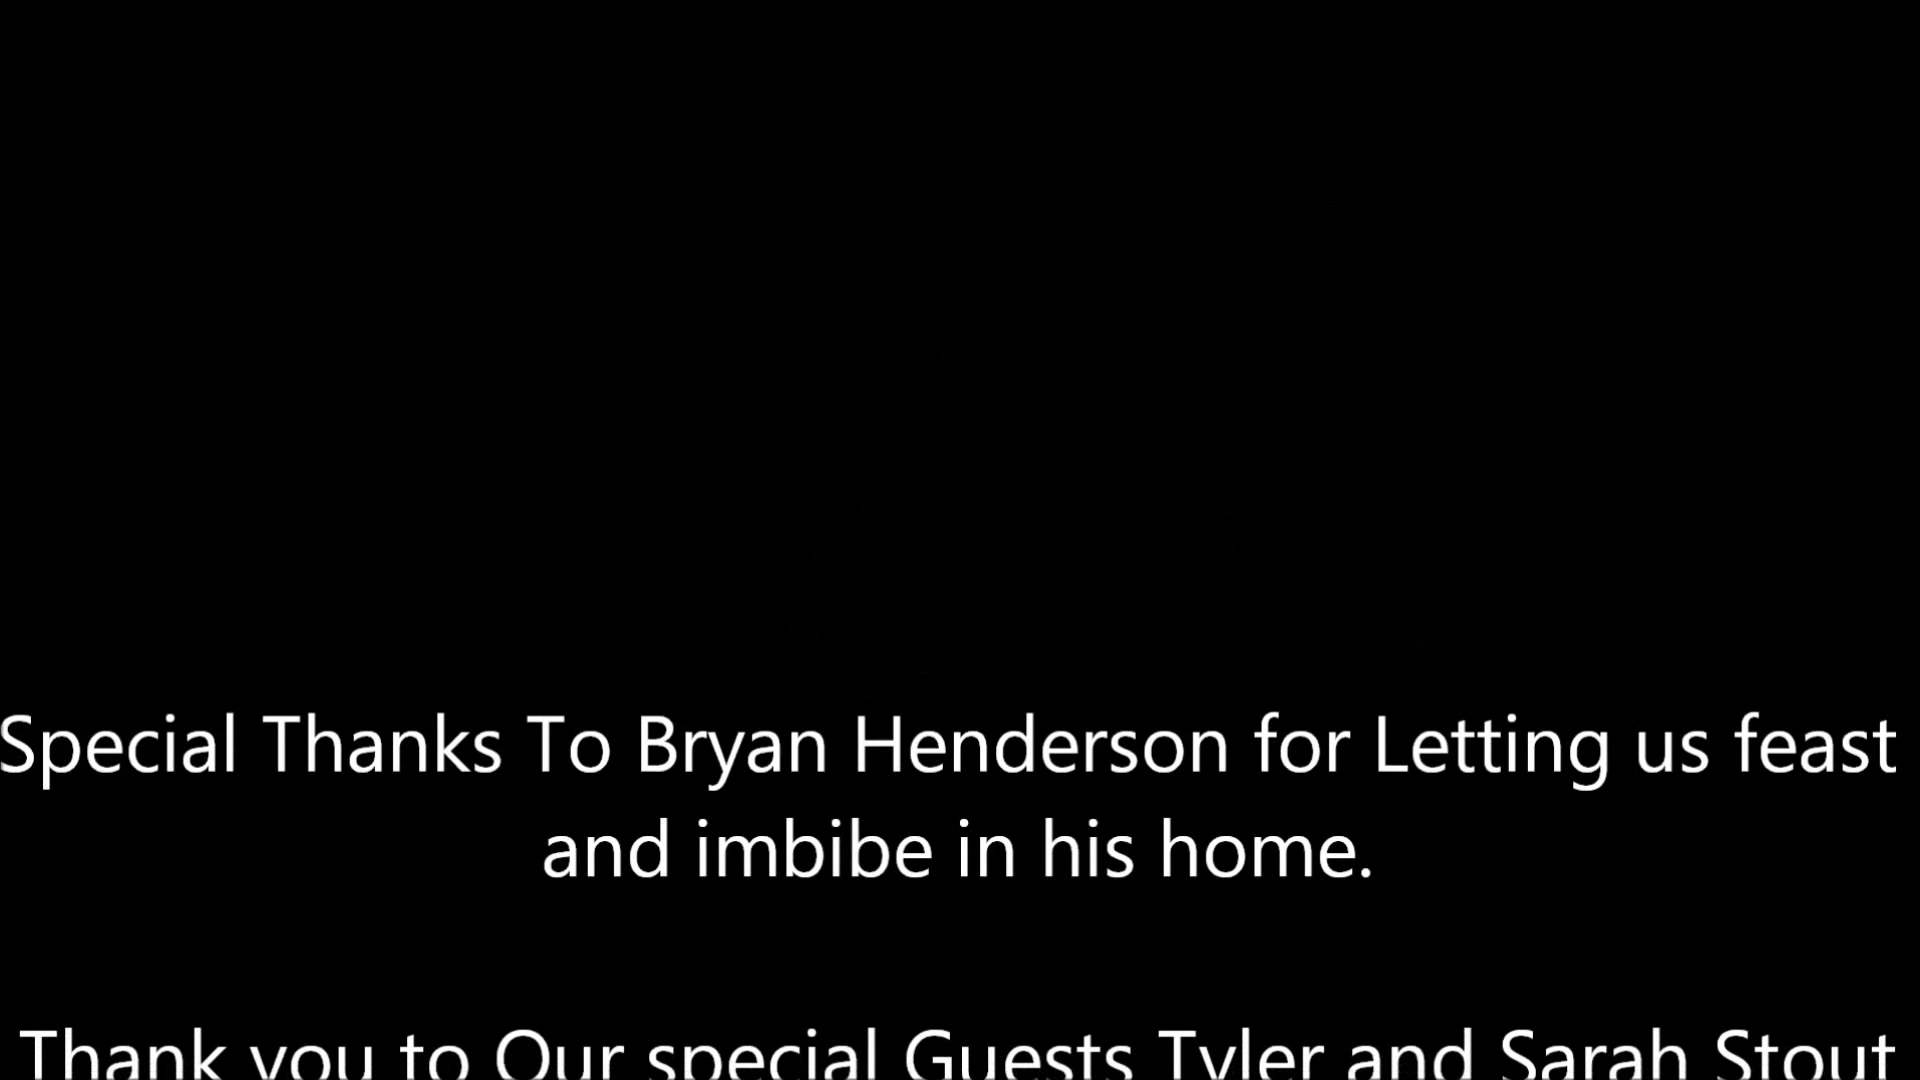 Special Thanks To Bryan Henderson for Letting us feast
and imbibe in his home.
Thank you to Our special Guests Tyler and Sarah Stout